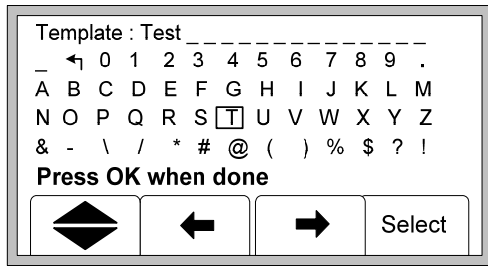 Template : Test _ _ _ _ _ _ _ _ _ _ _ _ _ _
_ ↰ 0 1 2 3 4 5 6 7 8 9 .
A B C D E F G H I J K L M
N O P Q R S T U V W X Y Z
& - \ / * # @ ( ) % $ ? !
Press OK when done
Select